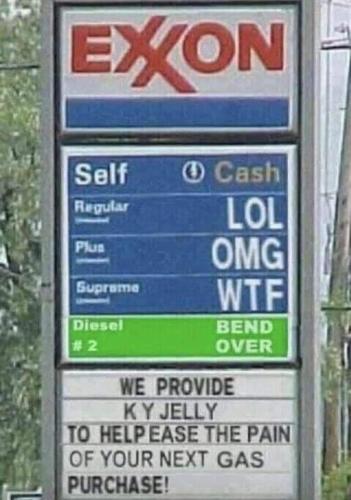 EXXON
Self Cash
Regular LOL
Plus OMG
Supreme WTF
Diesel BEND
# 2 OVER
WE PROVIDE
K Y JELLY
TO HELP EASE THE PAIN
OF YOUR NEXT GAS
PURCHASE!